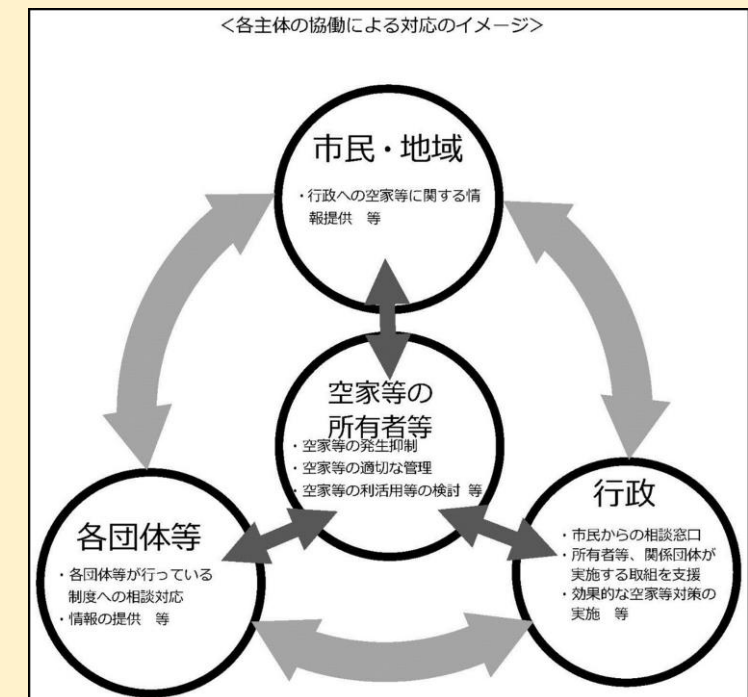 ＜各主体の協働による対応のイメージ＞
市民・地域
・行政への空家等に関する情
報提供　等
空家等の
所有者等
・空家等の発生抑制
・空家等の適切な管理
・空家等の利活用等の検討 等
各団体等
・各団体等が行っている
制度への相談対応
・情報の提供　等
行政
・市民からの相談窓口
・所有者等、関係団体が
実施する取組を支援
・効果的な空家等対策の
実施　等